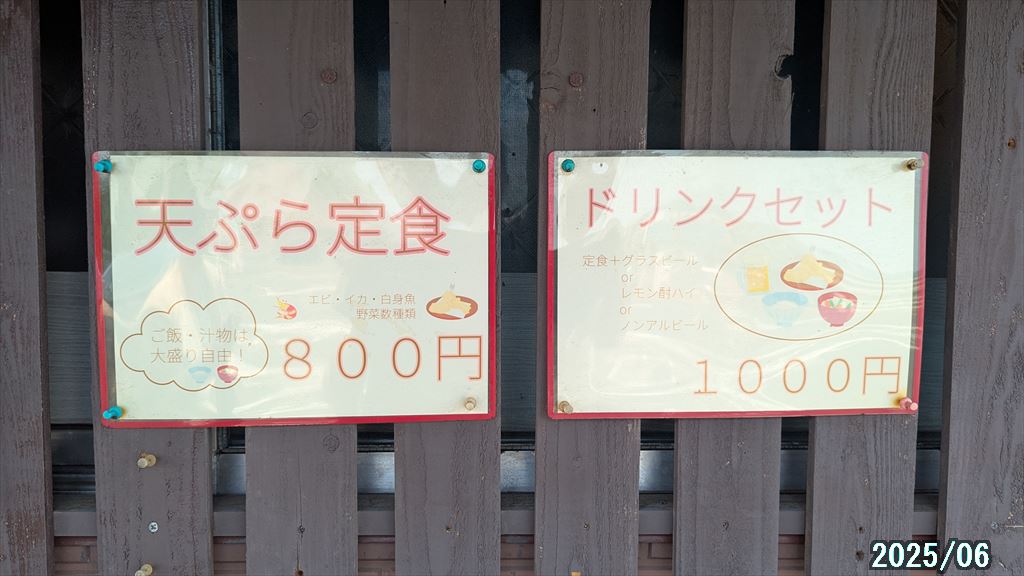 天ぷら定食
エビ・イカ・白身魚
野菜数種類
ご飯・汁物は、
大盛り自由！
８００円
ドリンクセット
定食＋グラスビール
or
レモン酎ハイ
or
ノンアルビール
１０００円
2025/06